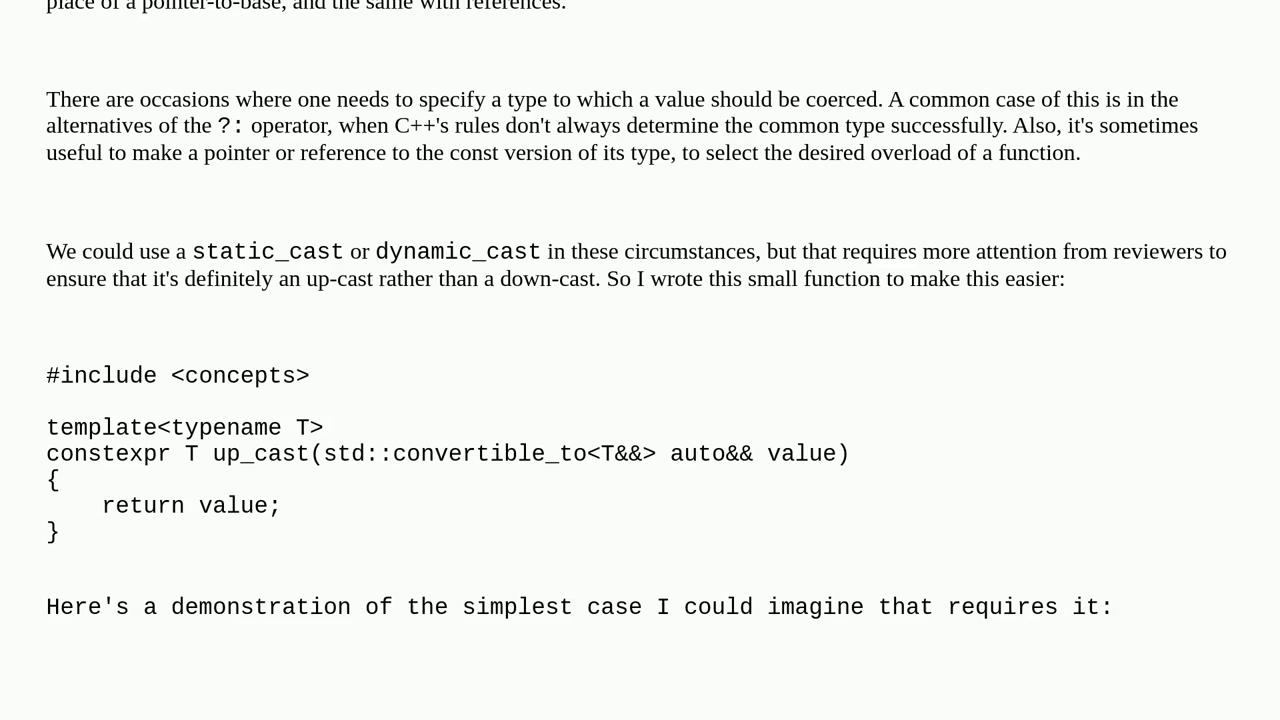 place of a pointer-to-base, and the same with references.
There are occasions where one needs to specify a type to which a value should be coerced. A common case of this is in the
alternatives of the ?: operator, when C++'s rules don't always determine the common type successfully. Also, it's sometimes
useful to make a pointer or reference to the const version of its type, to select the desired overload of a function.
We could use a static_cast or dynamic_cast in these circumstances, but that requires more attention from reviewers to
ensure that it's definitely an up-cast rather than a down-cast. So I wrote this small function to make this easier:
#include <concepts>
template<typename T>
constexpr T up_cast(std::convertible_to<T&&> auto&& value)
{
    return value;
}
Here's a demonstration of the simplest case I could imagine that requires it: